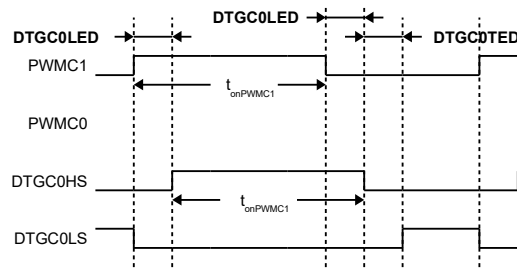 DTGC0LED
DTGC0LED
DTGC0TED
PWMC1
tonPWMC1
PWMC0
DTGC0HS
tonPWMC1
DTGC0LS